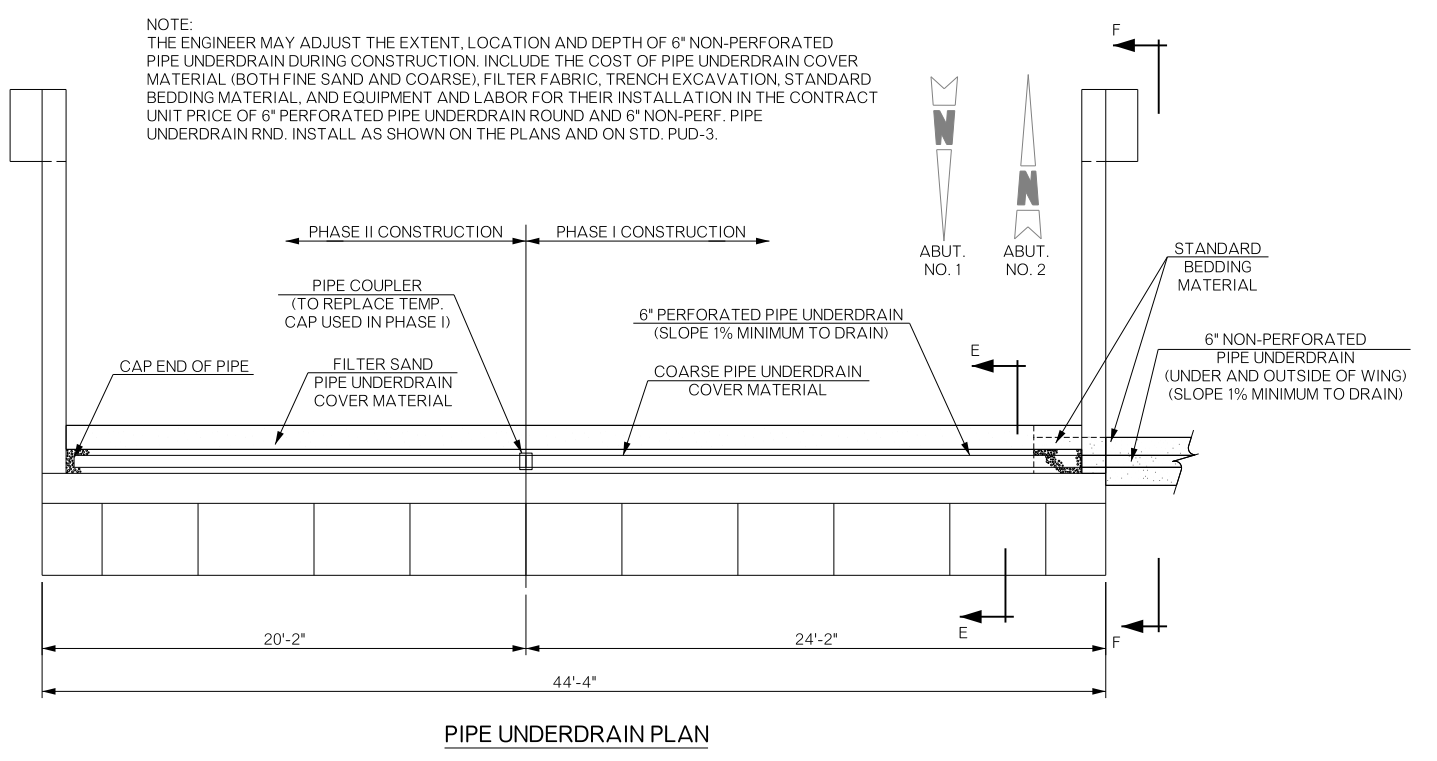 NOTE:
THE ENGINEER MAY ADJUST THE EXTENT, LOCATION AND DEPTH OF 6" NON-PERFORATED
PIPE UNDERDRAIN DURING CONSTRUCTION. INCLUDE THE COST OF PIPE UNDERDRAIN COVER
MATERIAL (BOTH FINE SAND AND COARSE), FILTER FABRIC, TRENCH EXCAVATION, STANDARD
BEDDING MATERIAL, AND EQUIPMENT AND LABOR FOR THEIR INSTALLATION IN THE CONTRACT
UNIT PRICE OF 6" PERFORATED PIPE UNDERDRAIN ROUND AND 6" NON-PERF. PIPE
UNDERDRAIN RND. INSTALL AS SHOWN ON THE PLANS AND ON STD. PUD-3.
F
N
N
ABUT.
NO. 1
ABUT.
NO. 2
PHASE II CONSTRUCTION
PHASE I CONSTRUCTION
STANDARD
BEDDING
MATERIAL
PIPE COUPLER
(TO REPLACE TEMP.
CAP USED IN PHASE I)
6" PERFORATED PIPE UNDERDRAIN
(SLOPE 1% MINIMUM TO DRAIN)
6" NON-PERFORATED
PIPE UNDERDRAIN
(UNDER AND OUTSIDE OF WING)
(SLOPE 1% MINIMUM TO DRAIN)
E
CAP END OF PIPE
FILTER SAND
PIPE UNDERDRAIN
COVER MATERIAL
COARSE PIPE UNDERDRAIN
COVER MATERIAL
E
F
20'-2"
24'-2"
44'-4"
PIPE UNDERDRAIN PLAN